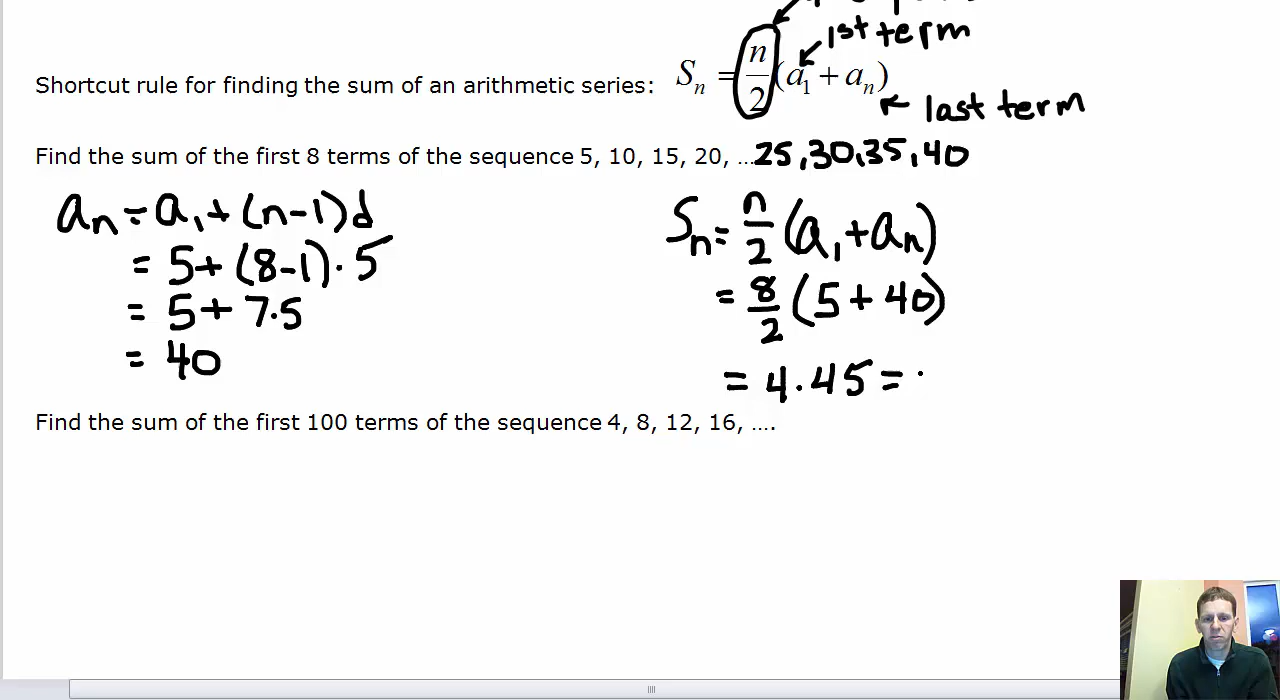 1st term
Shortcut rule for finding the sum of an arithmetic series: Sₙ = n/2 (a₁ + aₙ)
last term
Find the sum of the first 8 terms of the sequence 5, 10, 15, 20, ... 25, 30, 35, 40
aₙ = a₁ + (n-1)d
= 5 + (8-1)·5
= 5 + 7·5
= 40
Sₙ = n/2 (a₁ + aₙ)
= 8/2 (5 + 40)
= 4·45 =
Find the sum of the first 100 terms of the sequence 4, 8, 12, 16, ....